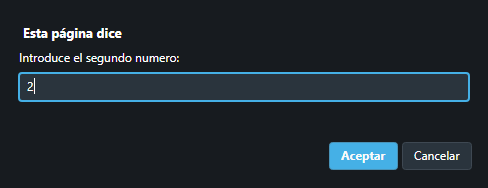 Esta página dice
Introduce el segundo numero:
2
Aceptar Cancelar